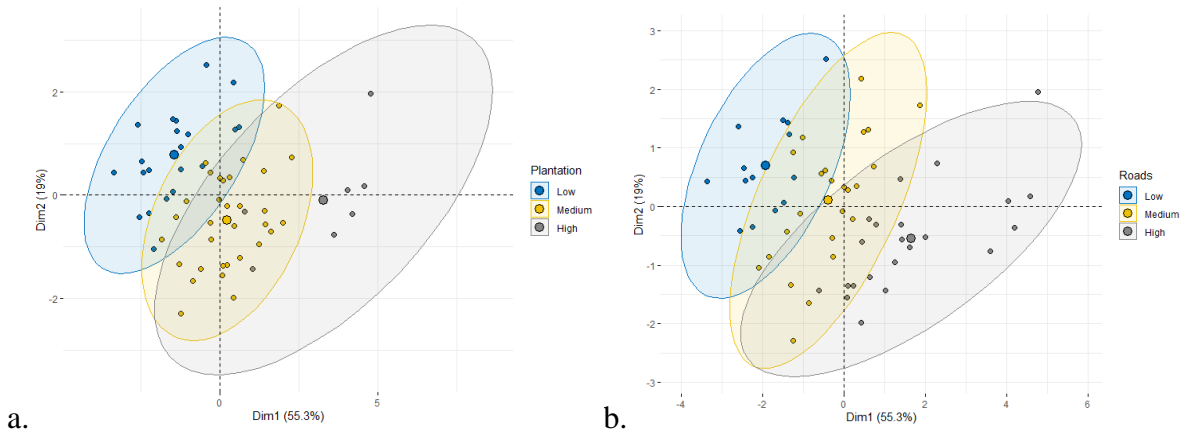 2
0
-2
Dim2 (19%)
0
5
Dim1 (55.3%)
Plantation
Low
Medium
High
a.
3
2
1
0
-1
-2
-3
Dim2 (19%)
-4
-2
0
2
4
6
Dim1 (55.3%)
Roads
Low
Medium
High
b.